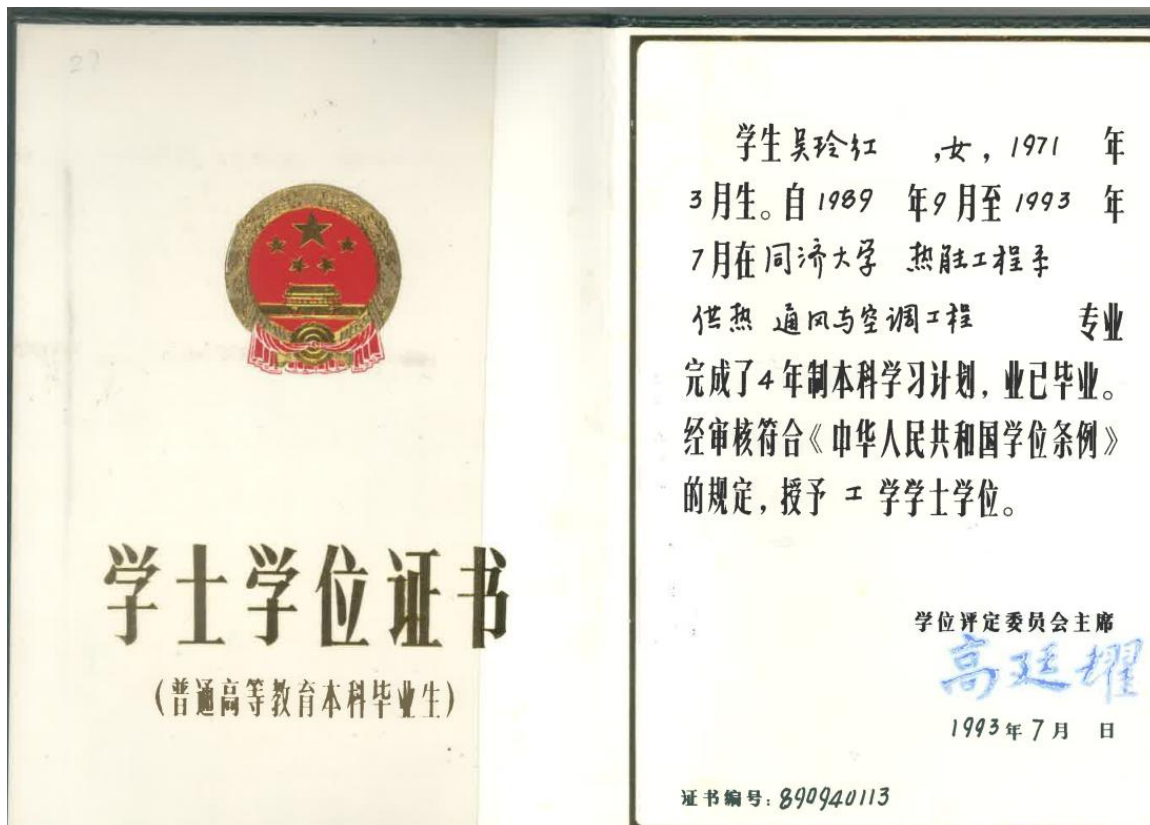 27
学士学位证书
(普通高等教育本科毕业生)
学生吴玲红 ,女, 1971 年
3月生。自1989 年9月至1993 年
7月在同济大学 热能工程系
供热 通风与空调工程 专业
完成了4年制本科学习计划, 业已毕业。
经审核符合《中华人民共和国学位条例》
的规定, 授予 工 学学士学位。
学位评定委员会主席
高廷耀
1993年7月 日
证书编号: 890940113